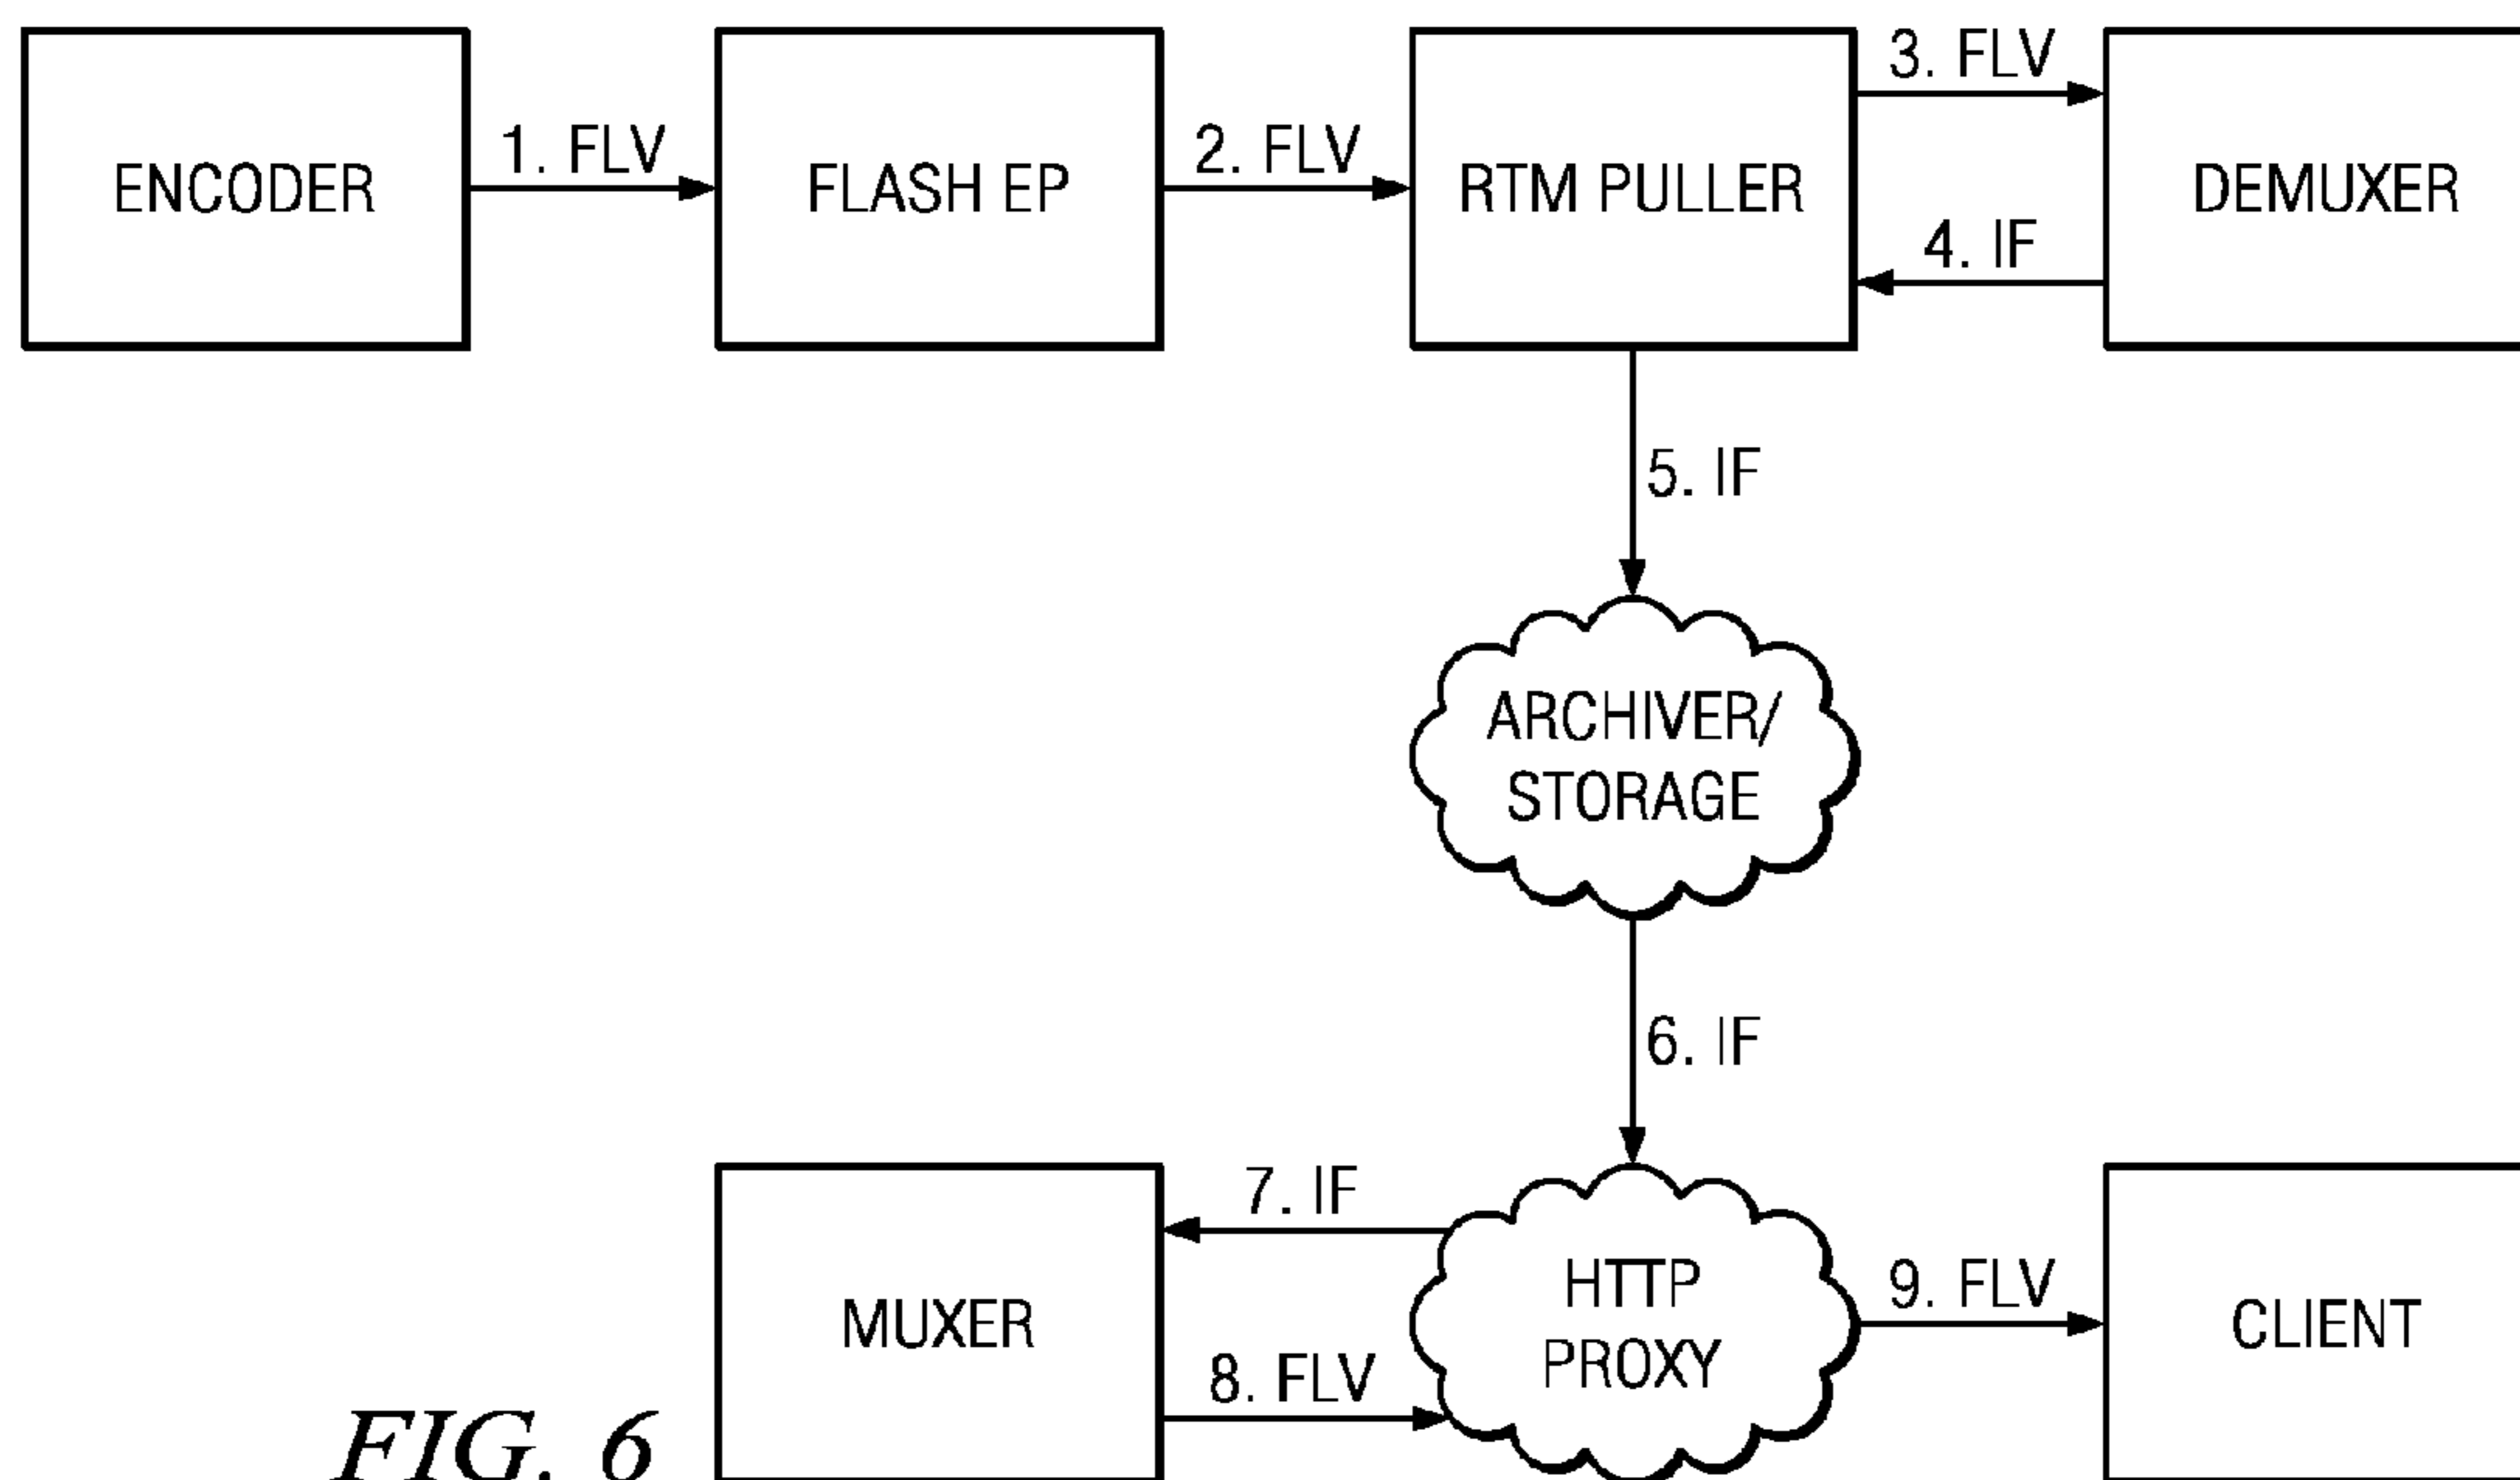 ENCODER
1. FLV
FLASH EP
2. FLV
RTM PULLER
3. FLV
4. IF
DEMUXER
5. IF
ARCHIVER/
STORAGE
6. IF
MUXER
7. IF
8. FLV
HTTP
PROXY
9. FLV
CLIENT
FIG. 6